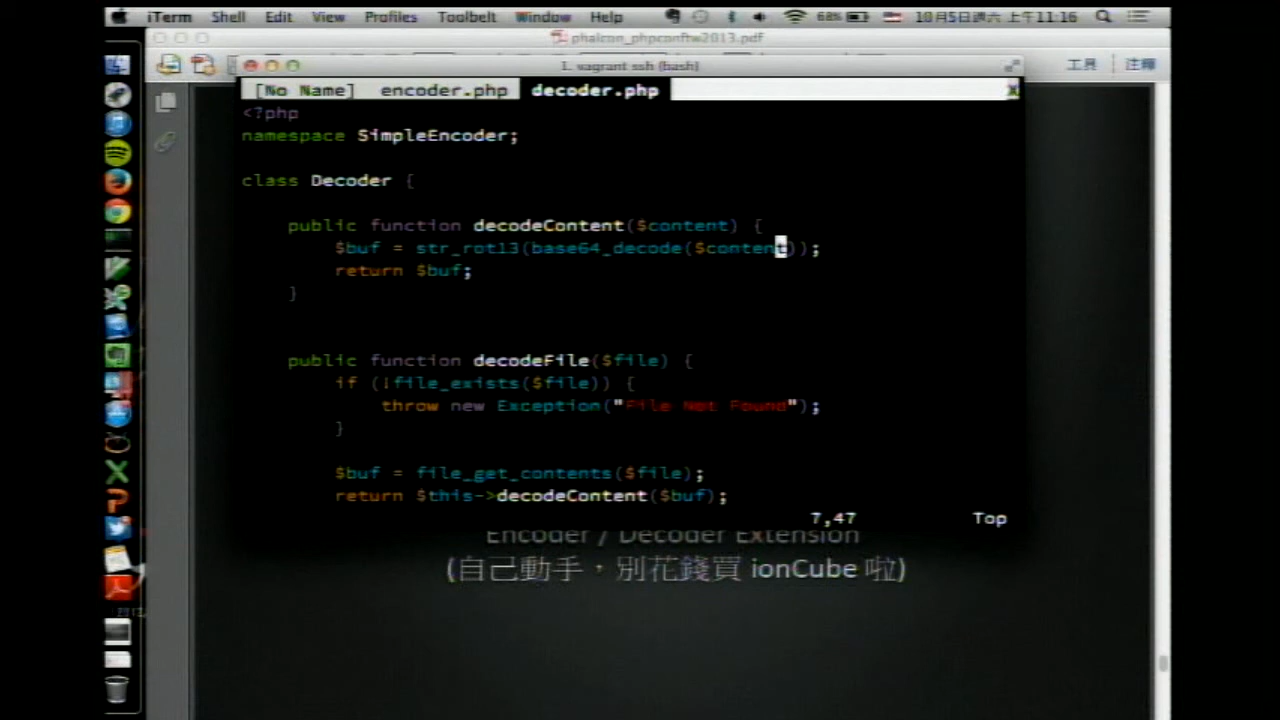 iTerm Shell Edit View Profiles Toolbelt Window Help 68% 10月5日週六 上午11:16
phalcon_phpconftw2013.pdf
1. vagrant ssh (bash)
工具 注釋
[No Name] encoder.php decoder.php X
<?php
namespace $impleEncoder;
class Decoder {
public function decodeContent($content) {
$buf = str_rot13(base64_decode($content));
return $buf;
}
public function decodeFile($file) {
if (!file_exists($file)) {
throw new Exception("File Not Found");
}
$buf = file_get_contents($file);
return $this->decodeContent($buf);
7,47 Top
Encoder / Decoder Extension
(自己動手，別花錢買 ionCube 啦)